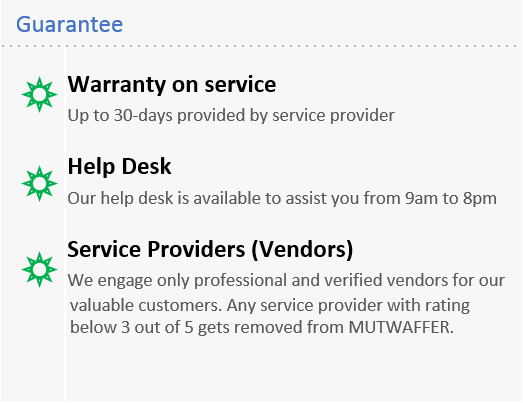 Guarantee
Warranty on service
Up to 30-days provided by service provider
Help Desk
Our help desk is available to assist you from 9am to 8pm
Service Providers (Vendors)
We engage only professional and verified vendors for our
valuable customers. Any service provider with rating
below 3 out of 5 gets removed from MUTWAFFER.